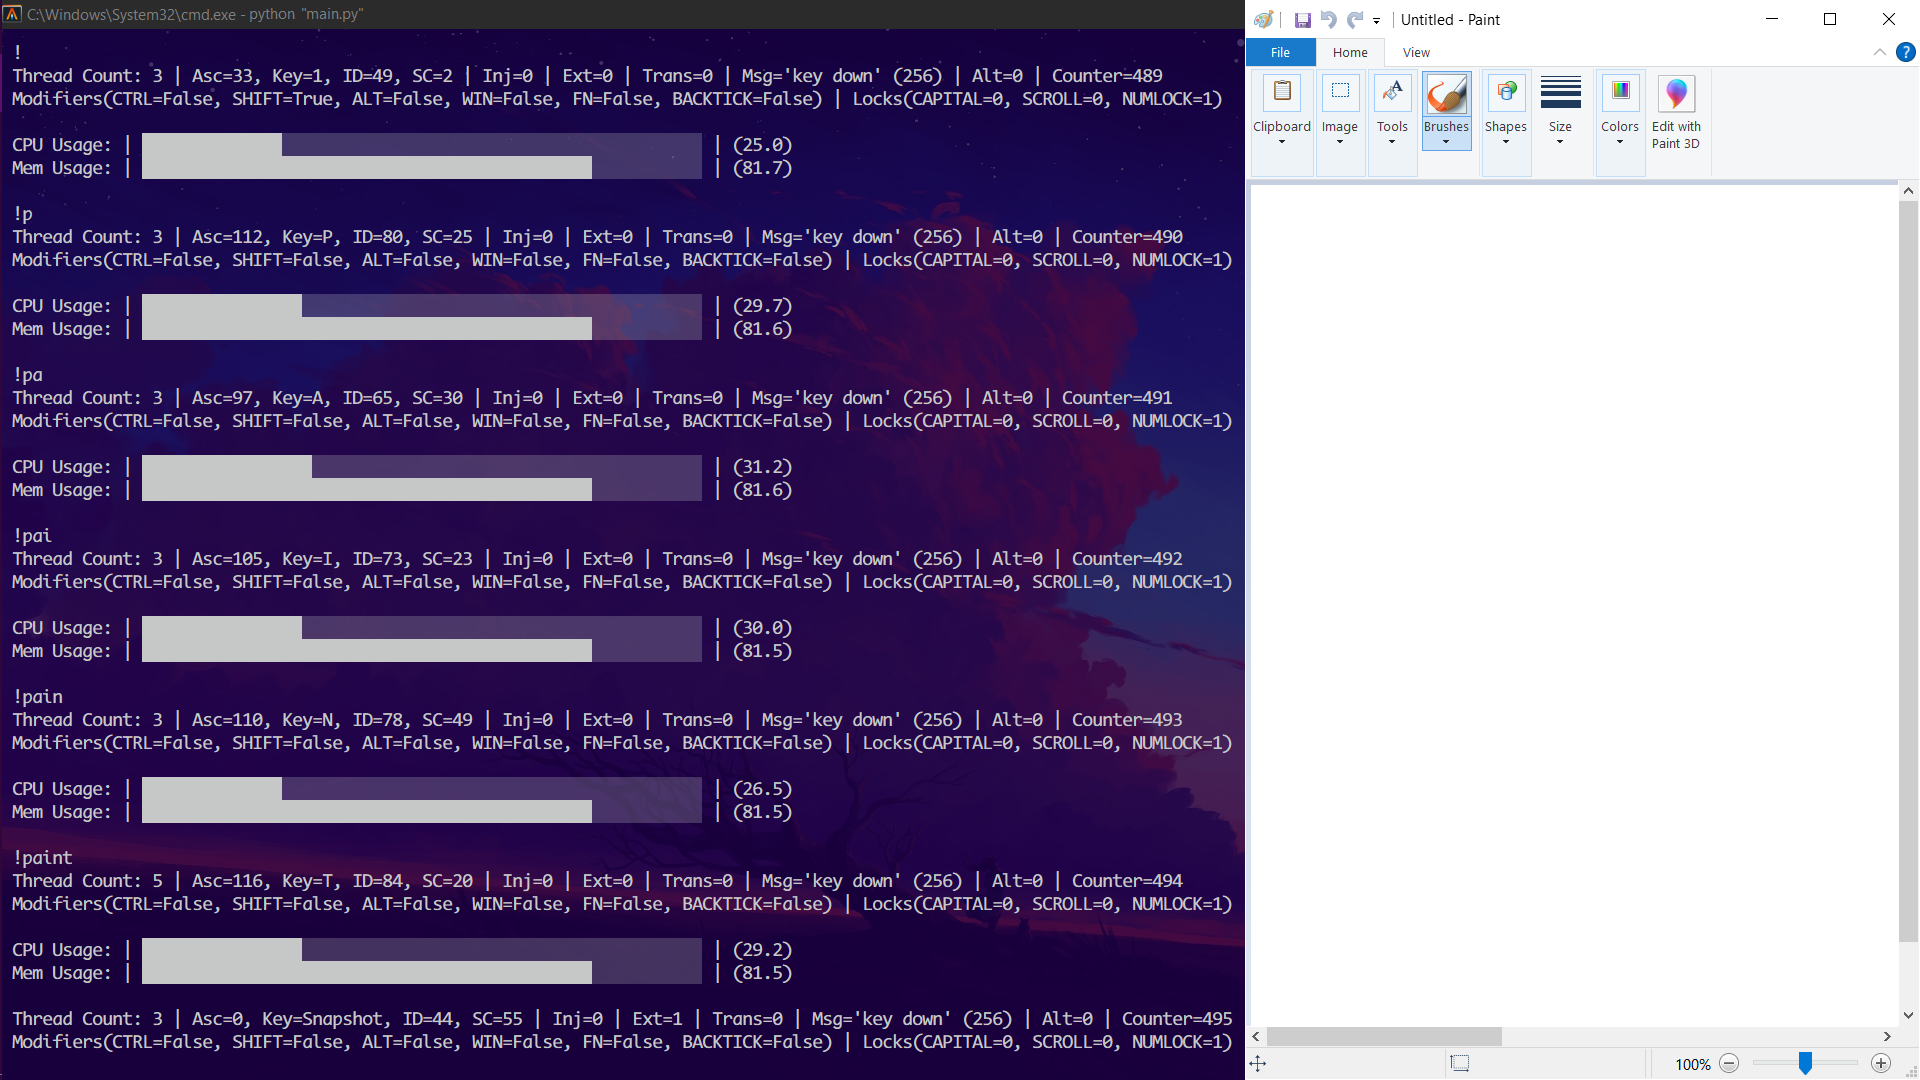 C:\Windows\System32\cmd.exe - python "main.py"
!
Thread Count: 3 | Asc=33, Key=1, ID=49, SC=2 | Inj=0 | Ext=0 | Trans=0 | Msg='key down' (256) | Alt=0 | Counter=489
Modifiers(CTRL=False, SHIFT=True, ALT=False, WIN=False, FN=False, BACKTICK=False) | Locks(CAPITAL=0, SCROLL=0, NUMLOCK=1)
CPU Usage: | | (25.0)
Mem Usage: | | (81.7)
!p
Thread Count: 3 | Asc=112, Key=P, ID=80, SC=25 | Inj=0 | Ext=0 | Trans=0 | Msg='key down' (256) | Alt=0 | Counter=490
Modifiers(CTRL=False, SHIFT=False, ALT=False, WIN=False, FN=False, BACKTICK=False) | Locks(CAPITAL=0, SCROLL=0, NUMLOCK=1)
CPU Usage: | | (29.7)
Mem Usage: | | (81.6)
!pa
Thread Count: 3 | Asc=97, Key=A, ID=65, SC=30 | Inj=0 | Ext=0 | Trans=0 | Msg='key down' (256) | Alt=0 | Counter=491
Modifiers(CTRL=False, SHIFT=False, ALT=False, WIN=False, FN=False, BACKTICK=False) | Locks(CAPITAL=0, SCROLL=0, NUMLOCK=1)
CPU Usage: | | (31.2)
Mem Usage: | | (81.6)
!pai
Thread Count: 3 | Asc=105, Key=I, ID=73, SC=23 | Inj=0 | Ext=0 | Trans=0 | Msg='key down' (256) | Alt=0 | Counter=492
Modifiers(CTRL=False, SHIFT=False, ALT=False, WIN=False, FN=False, BACKTICK=False) | Locks(CAPITAL=0, SCROLL=0, NUMLOCK=1)
CPU Usage: | | (30.0)
Mem Usage: | | (81.5)
!pain
Thread Count: 3 | Asc=110, Key=N, ID=78, SC=49 | Inj=0 | Ext=0 | Trans=0 | Msg='key down' (256) | Alt=0 | Counter=493
Modifiers(CTRL=False, SHIFT=False, ALT=False, WIN=False, FN=False, BACKTICK=False) | Locks(CAPITAL=0, SCROLL=0, NUMLOCK=1)
CPU Usage: | | (26.5)
Mem Usage: | | (81.5)
!paint
Thread Count: 5 | Asc=116, Key=T, ID=84, SC=20 | Inj=0 | Ext=0 | Trans=0 | Msg='key down' (256) | Alt=0 | Counter=494
Modifiers(CTRL=False, SHIFT=False, ALT=False, WIN=False, FN=False, BACKTICK=False) | Locks(CAPITAL=0, SCROLL=0, NUMLOCK=1)
CPU Usage: | | (29.2)
Mem Usage: | | (81.5)
Thread Count: 3 | Asc=0, Key=Snapshot, ID=44, SC=55 | Inj=0 | Ext=1 | Trans=0 | Msg='key down' (256) | Alt=0 | Counter=495
Modifiers(CTRL=False, SHIFT=False, ALT=False, WIN=False, FN=False, BACKTICK=False) | Locks(CAPITAL=0, SCROLL=0, NUMLOCK=1)
Untitled - Paint
File Home View
Clipboard Image Tools Brushes Shapes Size Colors Edit with
Paint 3D
100%